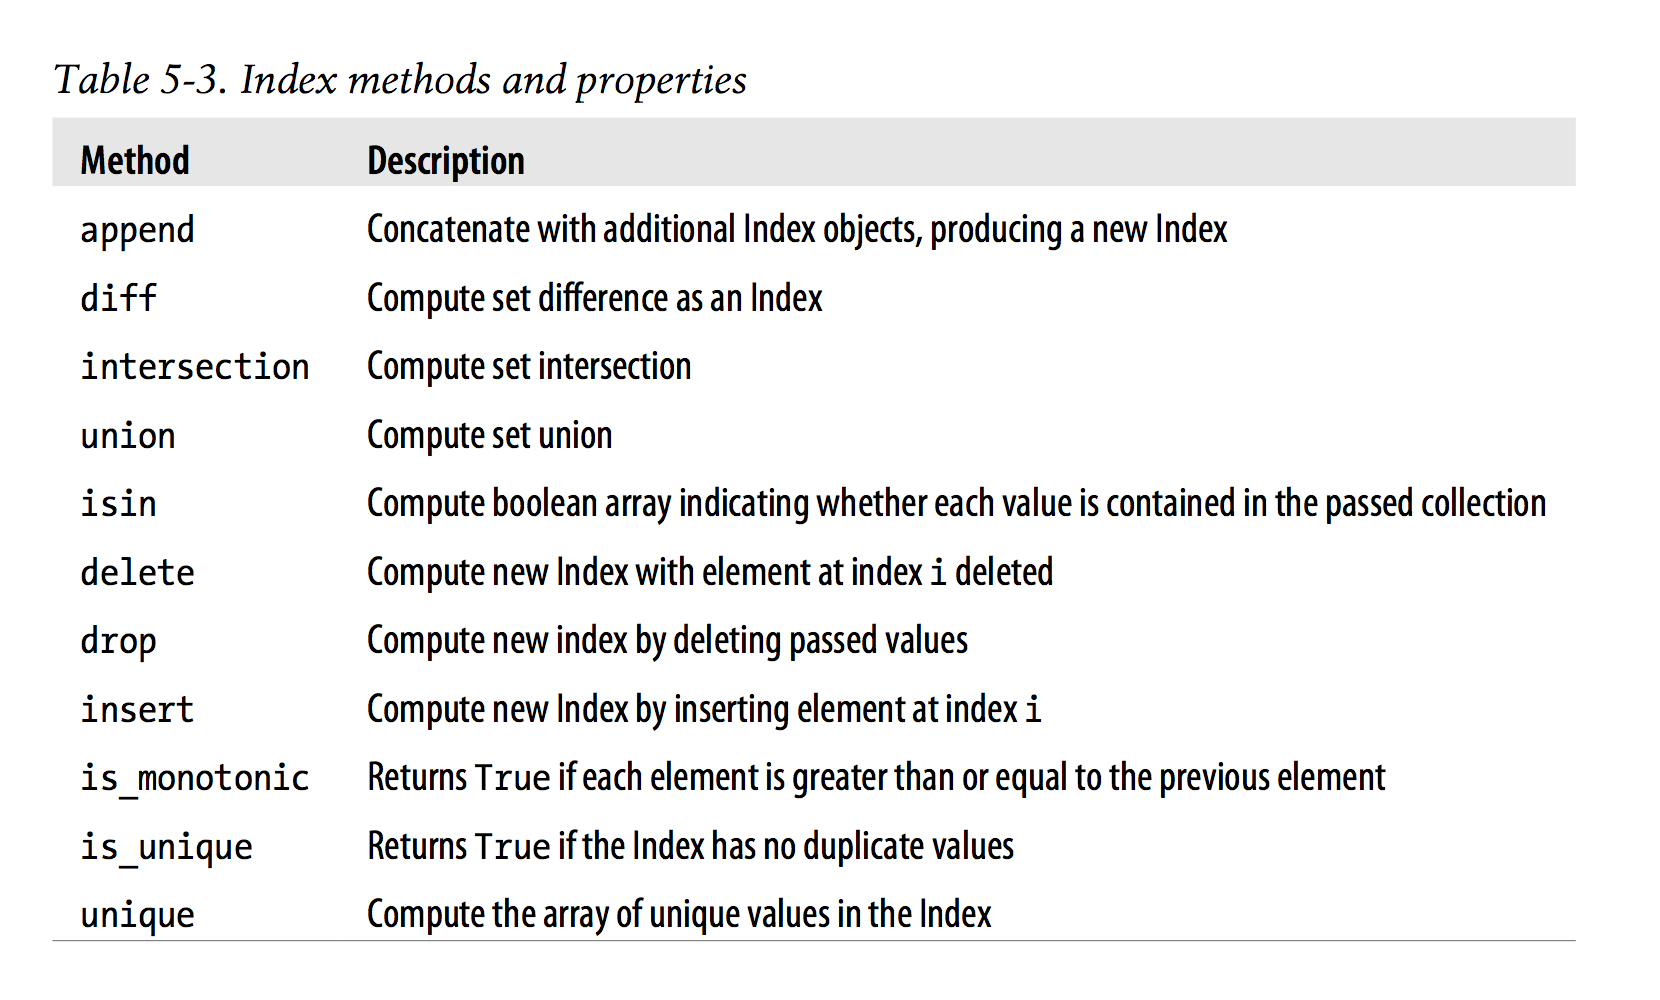 Table 5-3. Index methods and properties
Method Description
append Concatenate with additional Index objects, producing a new Index
diff Compute set difference as an Index
intersection Compute set intersection
union Compute set union
isin Compute boolean array indicating whether each value is contained in the passed collection
delete Compute new Index with element at index i deleted
drop Compute new index by deleting passed values
insert Compute new Index by inserting element at index i
is_monotonic Returns True if each element is greater than or equal to the previous element
is_unique Returns True if the Index has no duplicate values
unique Compute the array of unique values in the Index